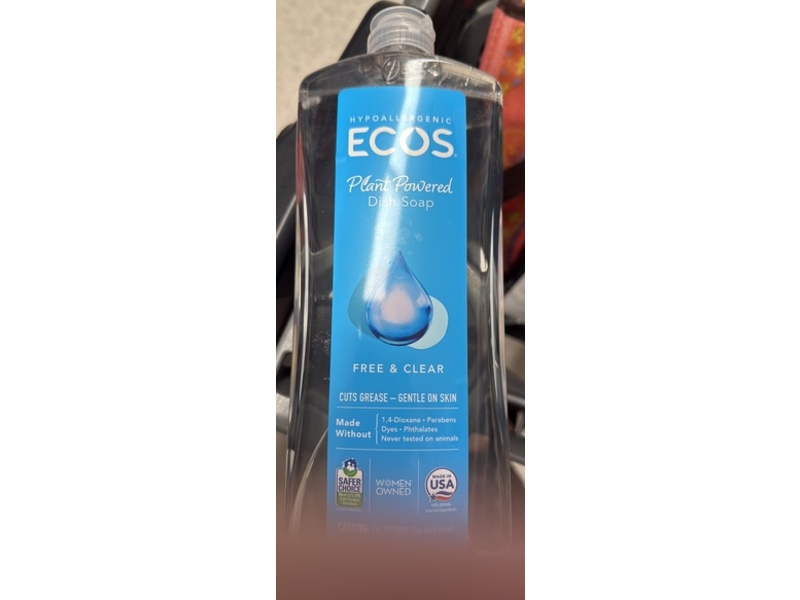 HYPOALLERGENIC
ECOS
Plant Powered
Dish Soap
FREE & CLEAR
CUTS GREASE – GENTLE ON SKIN
Made Without
1,4-Dioxane • Parabens
Dyes • Phthalates
Never tested on animals
SAFER
CHOICE
WOMEN
OWNED
MADE IN
USA